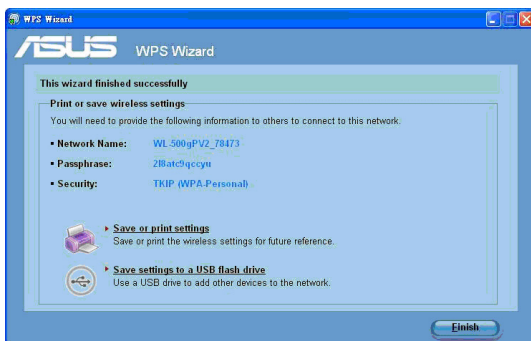 WPS Wizard
ASUS WPS Wizard
This wizard finished successfully
Print or save wireless settings
You will need to provide the following information to others to connect to this network.
▪ Network Name: WL-500gPV2_78473
▪ Passphrase: 2l8atc9qccyu
▪ Security: TKIP (WPA-Personal)
Save or print settings
Save or print the wireless settings for future reference.
Save settings to a USB flash drive
Use a USB drive to add other devices to the network.
Finish